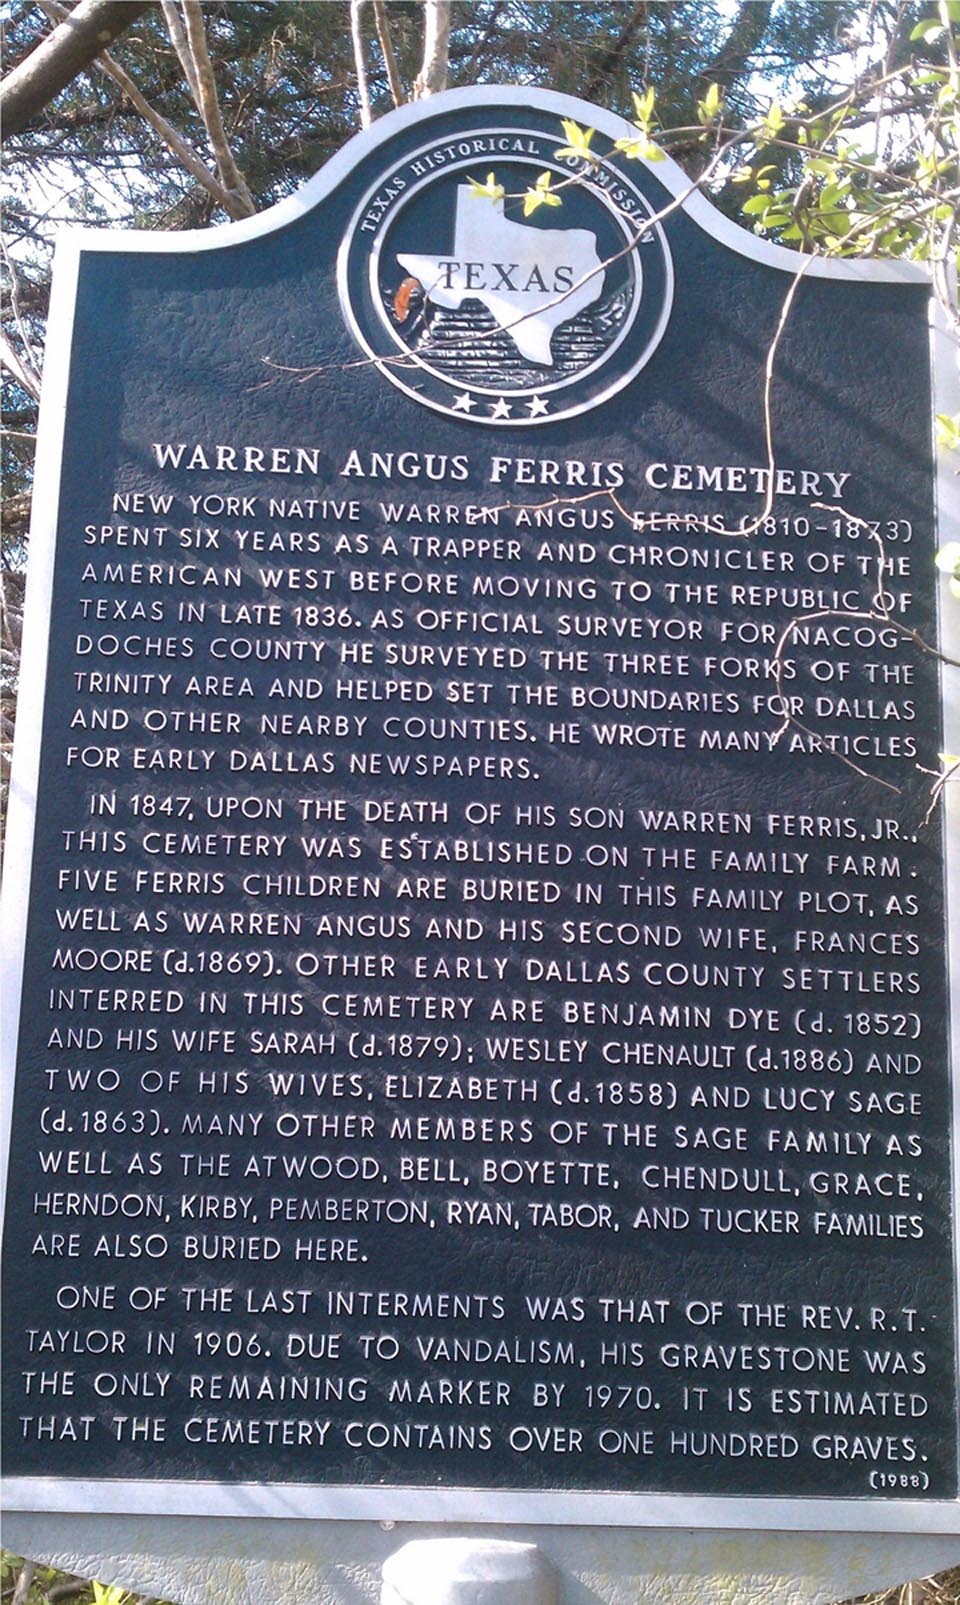 TEXAS HISTORICAL COMMISSION
TEXAS
WARREN ANGUS FERRIS CEMETERY
NEW YORK NATIVE WARREN ANGUS FERRIS (1810-1873)
SPENT SIX YEARS AS A TRAPPER AND CHRONICLER OF THE
AMERICAN WEST BEFORE MOVING TO THE REPUBLIC OF
TEXAS IN LATE 1836. AS OFFICIAL SURVEYOR FOR NACOG-
DOCHES COUNTY HE SURVEYED THE THREE FORKS OF THE
TRINITY AREA AND HELPED SET THE BOUNDARIES FOR DALLAS
AND OTHER NEARBY COUNTIES. HE WROTE MANY ARTICLES
FOR EARLY DALLAS NEWSPAPERS.
IN 1847, UPON THE DEATH OF HIS SON WARREN FERRIS, JR.,
THIS CEMETERY WAS ESTABLISHED ON THE FAMILY FARM.
FIVE FERRIS CHILDREN ARE BURIED IN THIS FAMILY PLOT, AS
WELL AS WARREN ANGUS AND HIS SECOND WIFE, FRANCES
MOORE (d.1869). OTHER EARLY DALLAS COUNTY SETTLERS
INTERRED IN THIS CEMETERY ARE BENJAMIN DYE (d. 1852)
AND HIS WIFE SARAH (d.1879); WESLEY CHENAULT (d.1886) AND
TWO OF HIS WIVES, ELIZABETH (d.1858) AND LUCY SAGE
(d.1863). MANY OTHER MEMBERS OF THE SAGE FAMILY AS
WELL AS THE ATWOOD, BELL, BOYETTE, CHENDULL, GRACE,
HERNDON, KIRBY, PEMBERTON, RYAN, TABOR, AND TUCKER FAMILIES
ARE ALSO BURIED HERE.
ONE OF THE LAST INTERMENTS WAS THAT OF THE REV. R.T.
TAYLOR IN 1906. DUE TO VANDALISM, HIS GRAVESTONE WAS
THE ONLY REMAINING MARKER BY 1970. IT IS ESTIMATED
THAT THE CEMETERY CONTAINS OVER ONE HUNDRED GRAVES.
(1988)